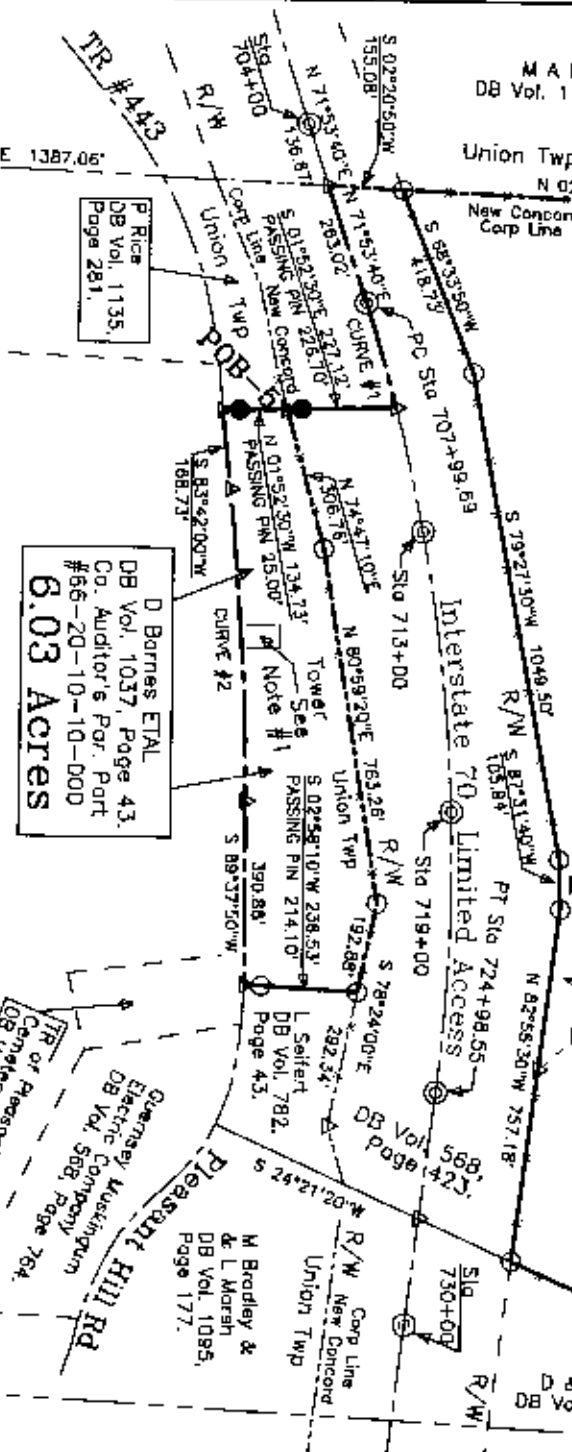 M A
DB Vol. 1
Union Twp
N 0
New Concord
Corp Line
S 02°20'50"W
155.08'
Sta
704+00
N 71°53'40"E
136.87'
N 71°53'40"E
263.02'
S 68°33'50"W
418.73'
PC Sta 707+99.69
CURVE #1
TR #443
R/W
E 1387.06'
Corp Line
New Concord
Union Twp
S 01°52'30"E 227.12'
PASSING PIN 226.70'
P Rice
DB Vol. 1135,
Page 281.
POB-5
N 01°52'30"W 134.73'
PASSING PIN 25.00'
N 74°47'10"E
306.76'
S 83°42'00"W
168.73'
Sta 713+00
S 79°27'30"W 1049.50'
R/W
Interstate 70 Limited Access
D Barnes ETAL
DB Vol. 1037, Page 43.
Co. Auditor's Par. Part
#66-20-10-10-000
6.03 Acres
CURVE #2
Tower
See
Note #1
N 80°59'20"E 763.26'
Union Twp
R/W
S 87°31'40"W
103.84'
Sta 719+00
PT Sta 724+98.55
S 02°58'10"W 238.53'
PASSING PIN 214.10'
390.88'
S 89°37'50"W
192.88'
S 78°24'00"E
292.34'
N 82°56'30"W 757.18'
L Seifert
DB Vol. 782,
Page 43.
DB Vol. 568,
Page 423.
S 24°21'20"W
TR of Pleasant
Guernsey Muskingum
Electric Company
DB Vol. 568, Page 764.
Pleasant Hill Rd
M Bradley &
& L Marsh
DB Vol. 1095,
Page 177.
R/W
Corp Line
New Concord
Union Twp
Sta
730+00
R/W
D &
DB Vo